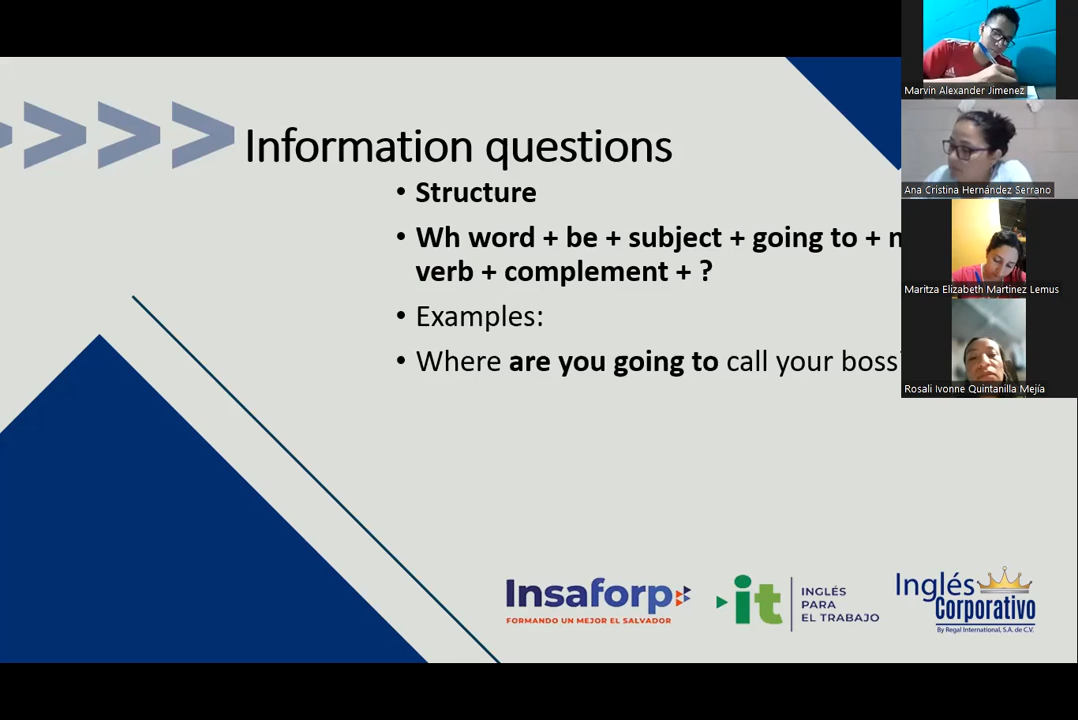 Information questions
• Structure
• Wh word + be + subject + going to +
verb + complement + ?
• Examples:
• Where are you going to call your boss
Marvin Alexander Jimenez
Ana Cristina Hernández Serrano
Maritza Elizabeth Martinez Lemus
Rosali Ivonne Quintanilla Mejía
Insaforp
FORMANDO UN MEJOR EL SALVADOR
it
INGLÉS
PARA
EL TRABAJO
Inglés
Corporativo
By Regal International, S.A. de C.V.